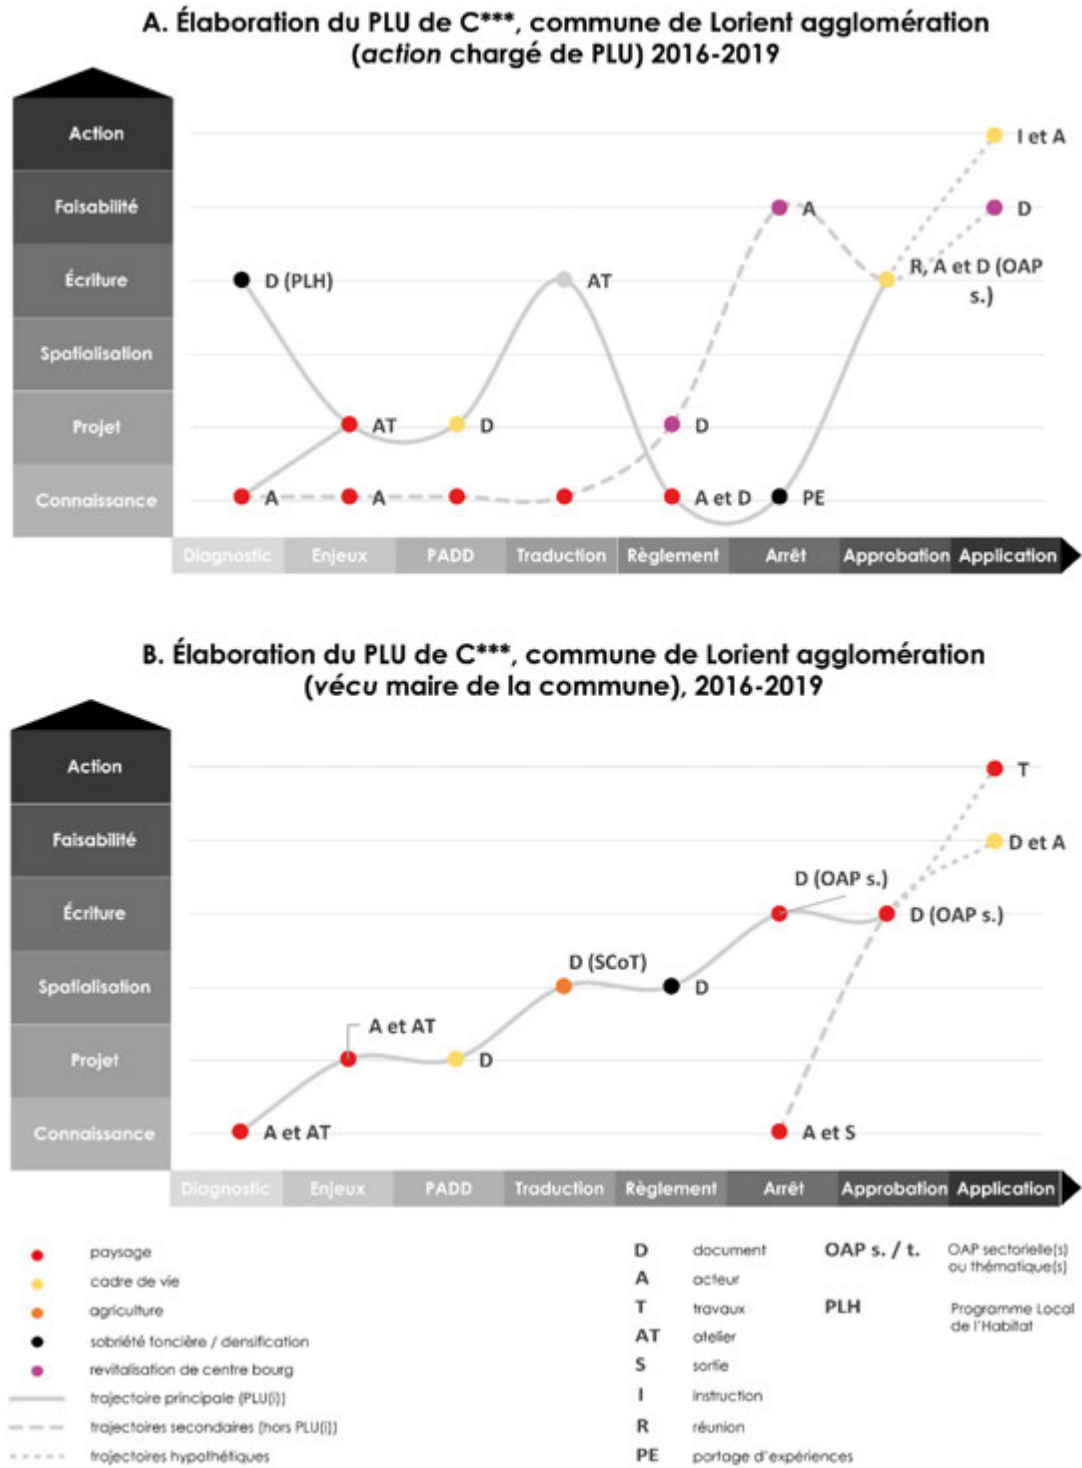 A. Élaboration du PLU de C***, commune de Lorient agglomération
(action chargé de PLU) 2016-2019
Action
I et A
Faisabilité
A
D
Écriture
D (PLH)
AT
R, A et D (OAP
s.)
Spatialisation
Projet
AT
D
D
Connaissance
A
A
A et D
PE
Diagnostic
Enjeux
PADD
Traduction
Règlement
Arrêt
Approbation
Application
B. Élaboration du PLU de C***, commune de Lorient agglomération
(vécu maire de la commune), 2016-2019
Action
T
Faisabilité
D et A
D (OAP s.)
Écriture
D (OAP s.)
D (SCoT)
Spatialisation
D
A et AT
Projet
D
Connaissance
A et AT
A et S
Diagnostic
Enjeux
PADD
Traduction
Règlement
Arrêt
Approbation
Application
paysage
cadre de vie
agriculture
sobriété foncière / densification
revitalisation de centre bourg
trajectoire principale (PLU(i))
trajectoires secondaires (hors PLU(i))
trajectoires hypothétiques
D document
A acteur
T travaux
AT atelier
S sortie
I Instruction
R réunion
PE partage d'expériences
OAP s. / t. OAP sectorielle(s)
ou thématique(s)
PLH Programme Local
de l'Habitat